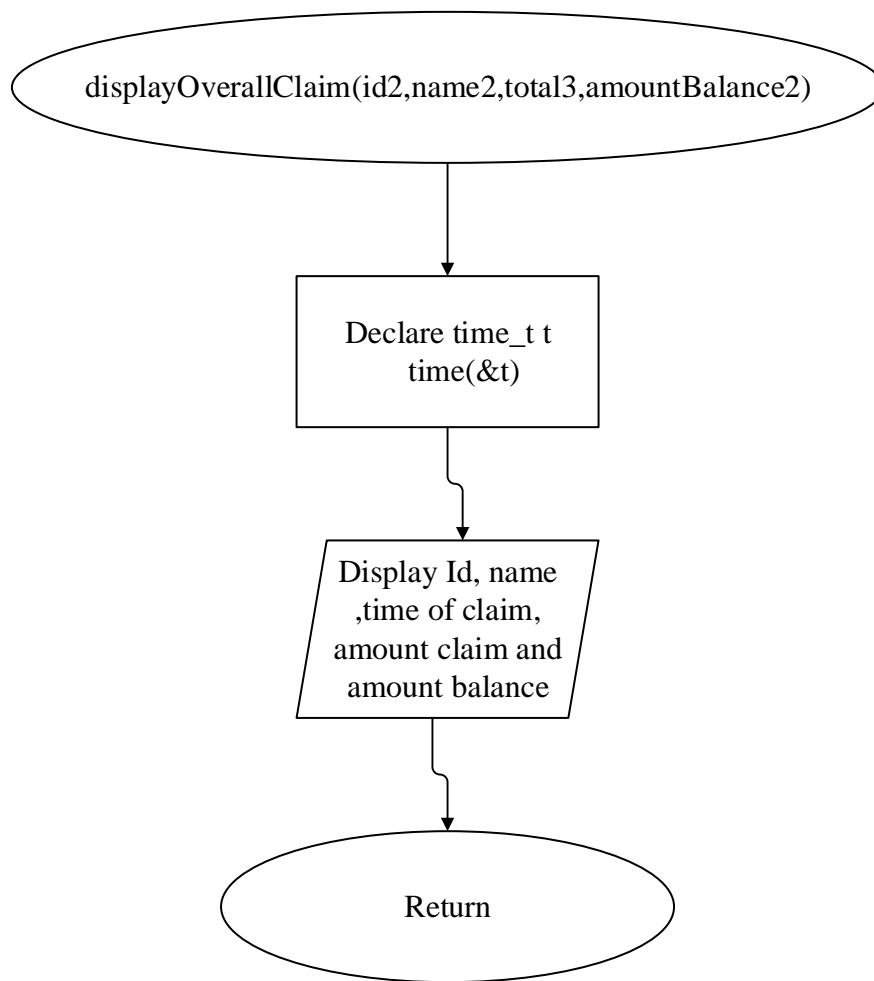 displayOverallClaim(id2,name2,total3,amountBalance2)
Declare time_t t
time(&t)
Display Id, name
,time of claim,
amount claim and
amount balance
Return